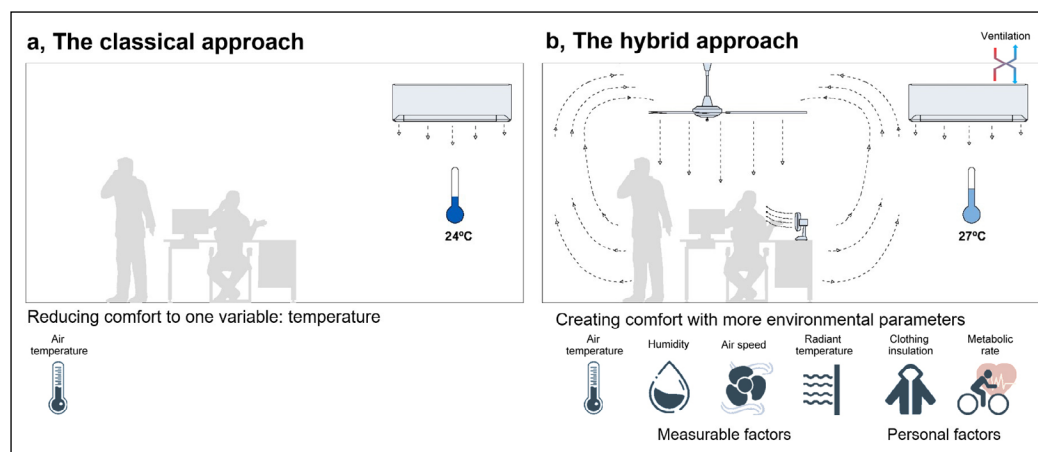 a, The classical approach
24ºC
Reducing comfort to one variable: temperature
Air
temperature
b, The hybrid approach
Ventilation
27ºC
Creating comfort with more environmental parameters
Air
temperature
Humidity
Air speed
Radiant
temperature
Clothing
insulation
Metabolic
rate
Measurable factors
Personal factors